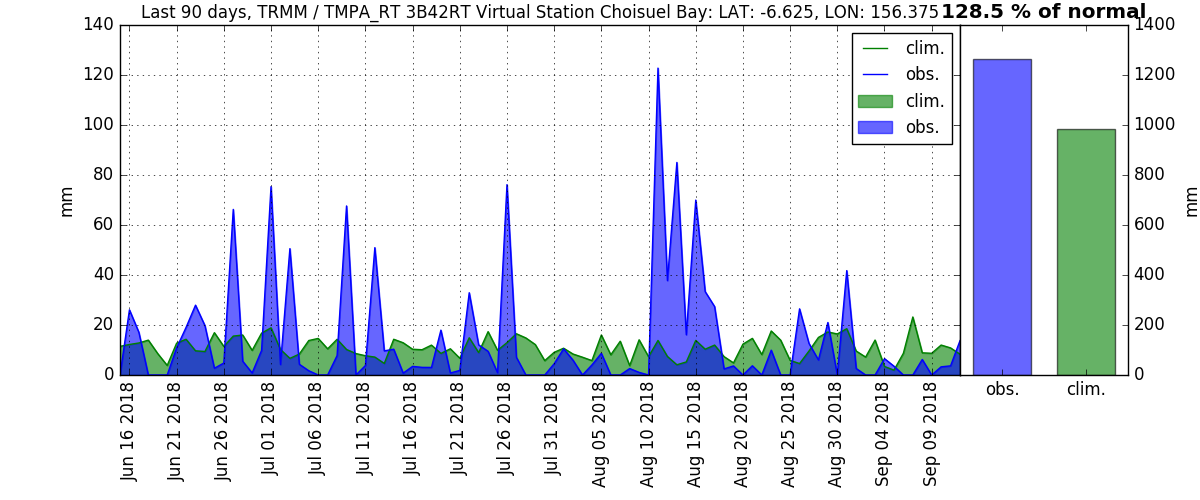 Last 90 days, TRMM / TMPA_RT 3B42RT Virtual Station Choisuel Bay: LAT: -6.625, LON: 156.375
128.5 % of normal
140
120
100
80
60
40
20
0
mm
clim.
obs.
clim.
obs.
Jun 16 2018
Jun 21 2018
Jun 26 2018
Jul 01 2018
Jul 06 2018
Jul 11 2018
Jul 16 2018
Jul 21 2018
Jul 26 2018
Jul 31 2018
Aug 05 2018
Aug 10 2018
Aug 15 2018
Aug 20 2018
Aug 25 2018
Aug 30 2018
Sep 04 2018
Sep 09 2018
1400
1200
1000
800
600
400
200
0
mm
obs.
clim.